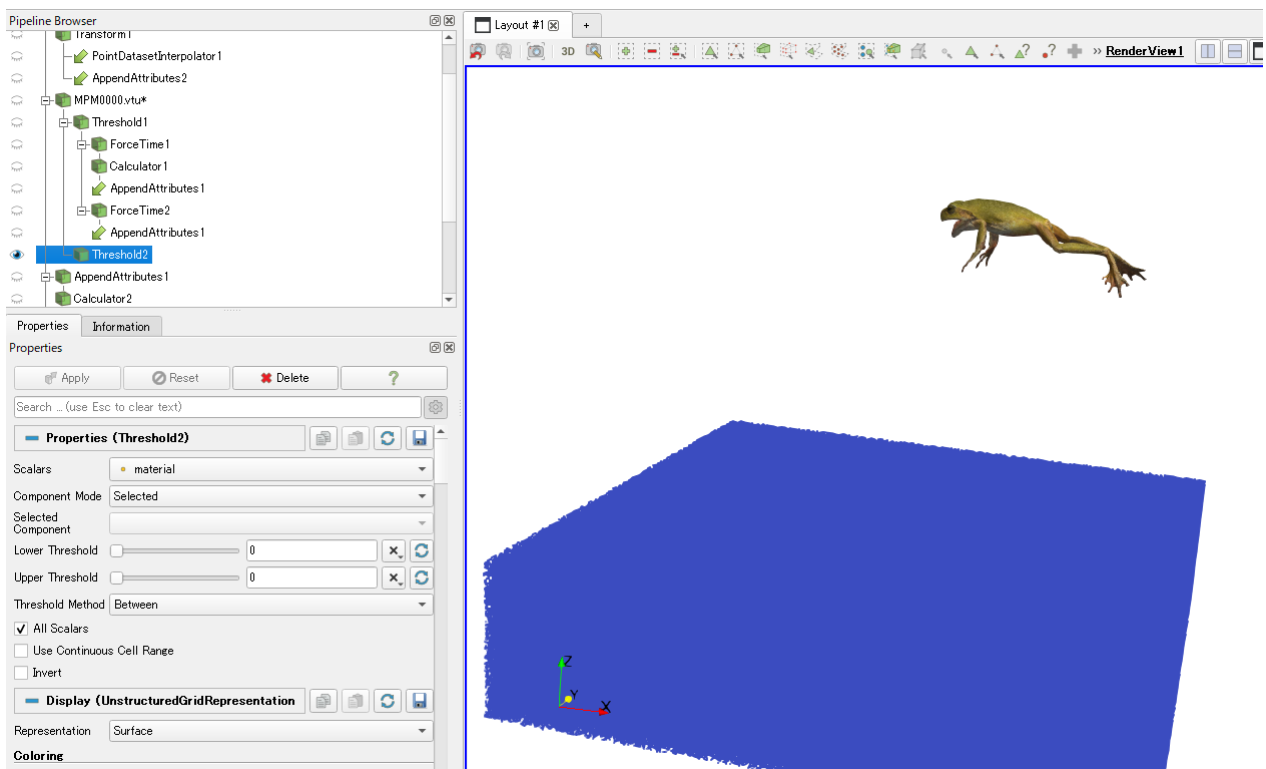 Pipeline Browser
Transform1
PointDatasetInterpolator1
AppendAttributes2
MPM0000.vtu*
Threshold1
ForceTime1
Calculator1
AppendAttributes1
ForceTime2
AppendAttributes1
Threshold2
AppendAttributes1
Calculator2
Properties
Information
Properties
Apply
Reset
Delete
?
Search ... (use Esc to clear text)
Properties (Threshold2)
Scalars
material
Component Mode
Selected
Selected
Component
Lower Threshold
0
Upper Threshold
0
Threshold Method
Between
All Scalars
Use Continuous Cell Range
Invert
Display (UnstructuredGridRepresentation
Representation
Surface
Coloring
Layout #1
+
3D
RenderView1
Z
Y
X